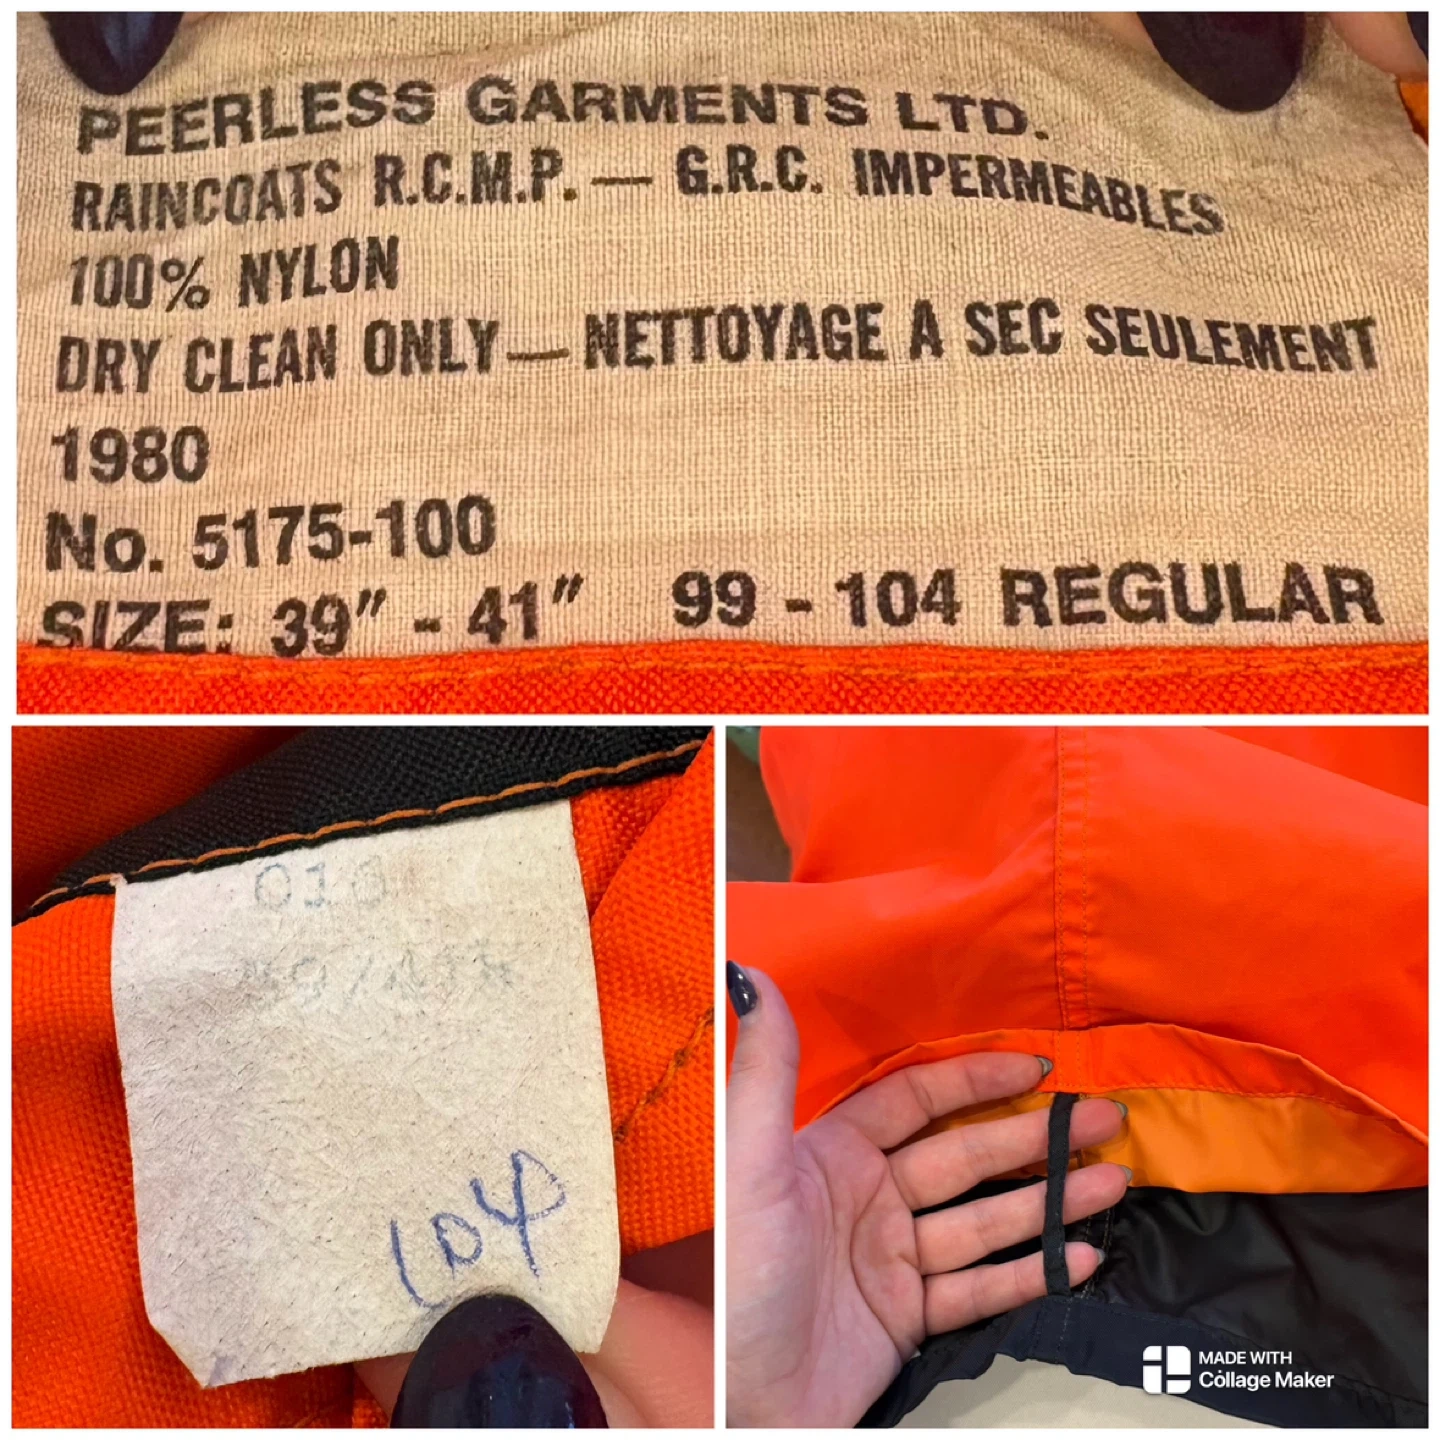 PEERLESS GARMENTS LTD.
RAINCOATS R.C.M.P. — G.R.C. IMPERMEABLES
100% NYLON
DRY CLEAN ONLY — NETTOYAGE A SEC SEULEMENT
1980
No. 5175-100
SIZE: 39" - 41" 99 - 104 REGULAR
104
MADE WITH
Collage Maker